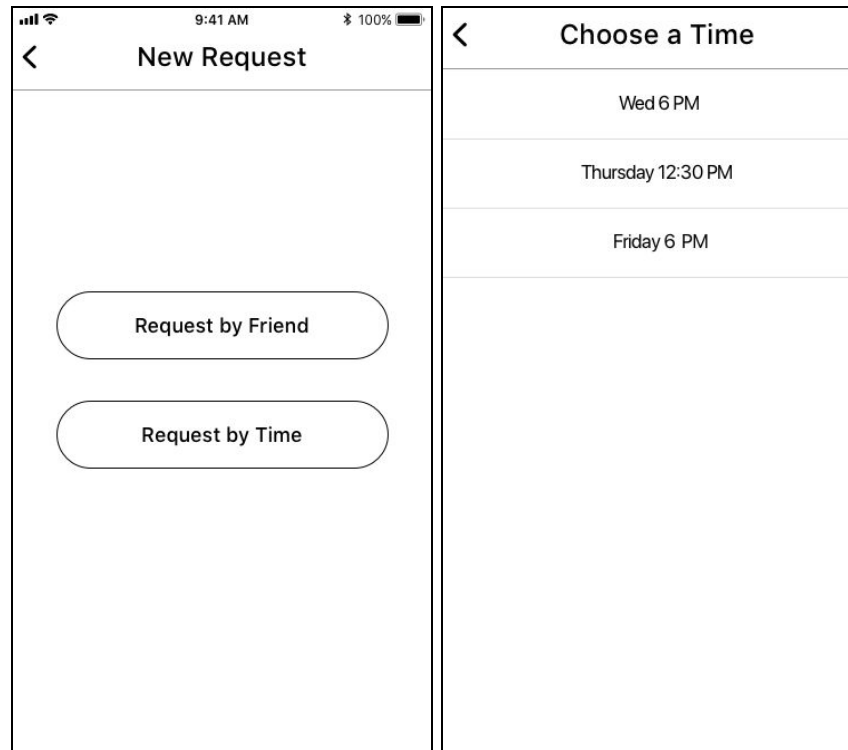 9:41 AM 100%
New Request
Request by Friend
Request by Time
Choose a Time
Wed 6 PM
Thursday 12:30 PM
Friday 6 PM